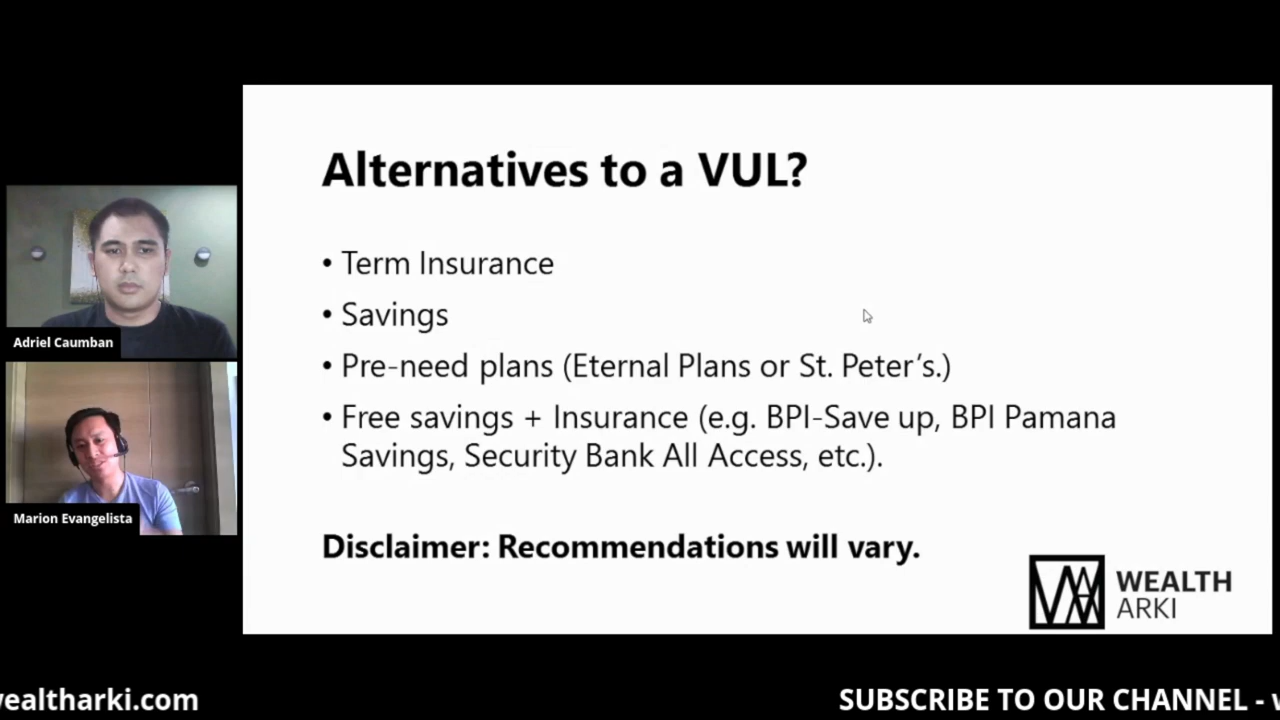 Alternatives to a VUL?
• Term Insurance
• Savings
• Pre-need plans (Eternal Plans or St. Peter's.)
• Free savings + Insurance (e.g. BPI-Save up, BPI Pamana
Savings, Security Bank All Access, etc.).
Disclaimer: Recommendations will vary.
WEALTH
ARKI
Adriel Caumban
Marion Evangelista
wealtharki.com
SUBSCRIBE TO OUR CHANNEL -